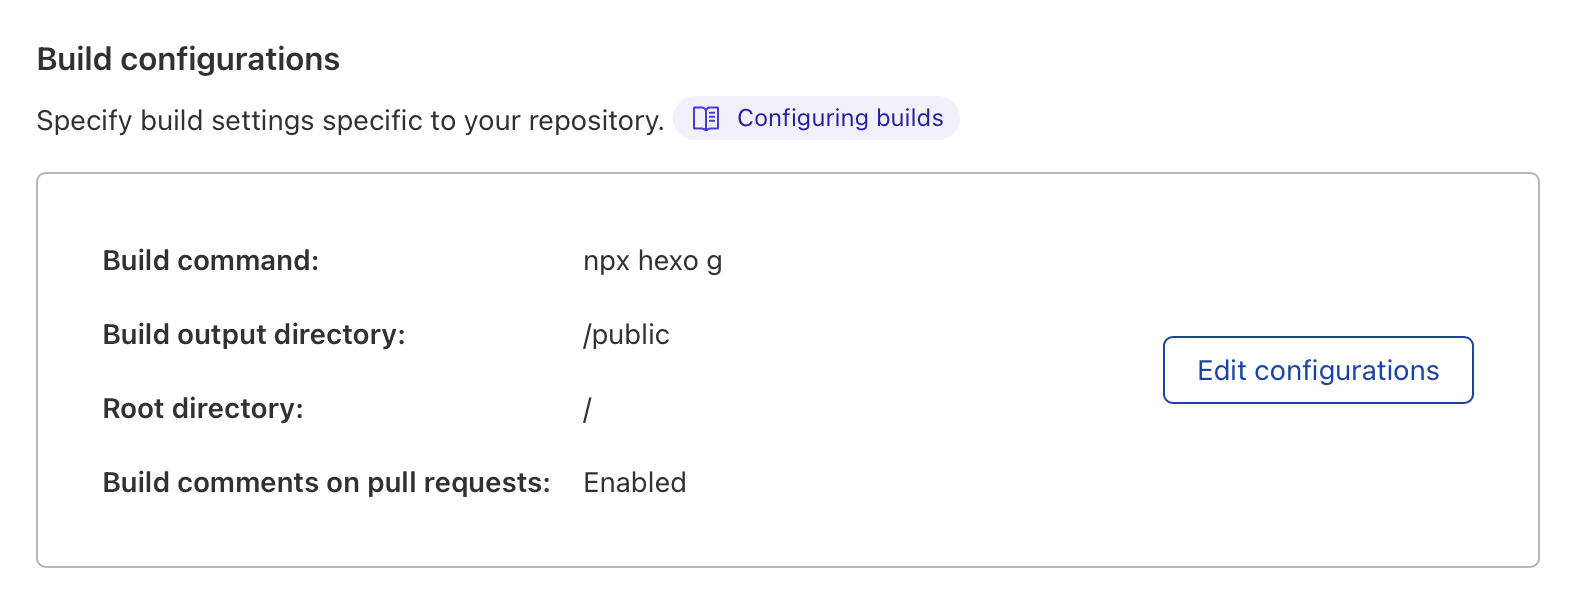 Build configurations
Specify build settings specific to your repository. Configuring builds
Build command: npx hexo g
Build output directory: /public
Edit configurations
Root directory: /
Build comments on pull requests: Enabled